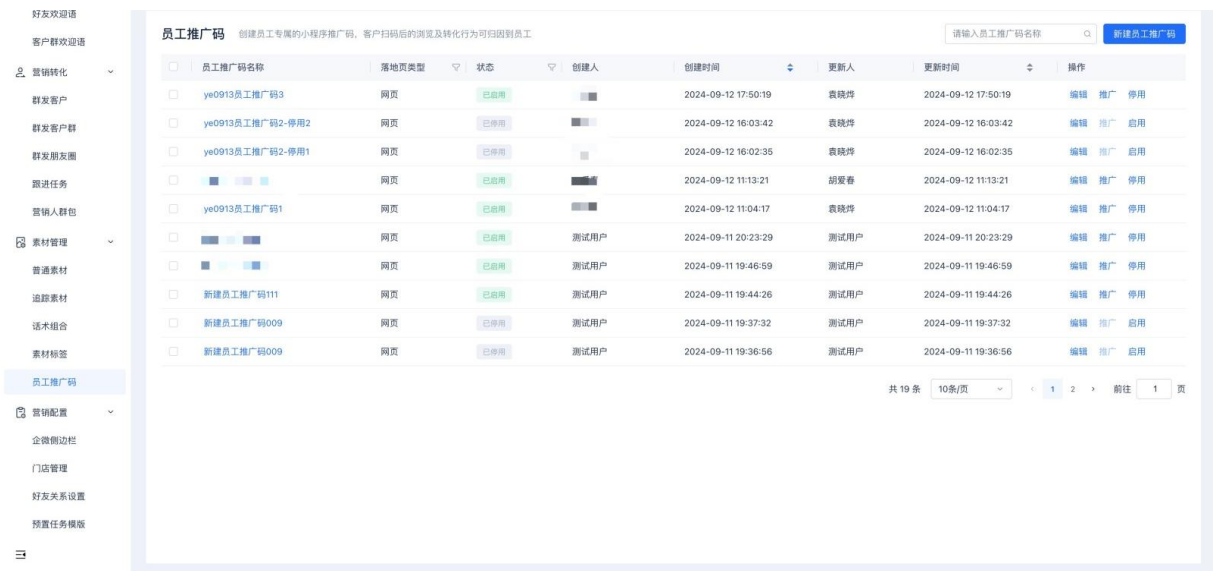 好友欢迎语
客户群欢迎语
营销转化
群发客户
群发客户群
群发朋友圈
跟进任务
营销人群包
素材管理
普通素材
追踪素材
话术组合
素材标签
员工推广码
营销配置
企微侧边栏
门店管理
好友关系设置
预置任务模版
员工推广码 创建员工专属的小程序推广码，客户扫码后的浏览及转化行为可归因到员工 请输入员工推广码名称 新建员工推广码
员工推广码名称 落地页类型 状态 创建人 创建时间 更新人 更新时间 操作
ye0913员工推广码3 网页 已启用 2024-09-12 17:50:19 袁晓烨 2024-09-12 17:50:19 编辑 推广 停用
ye0913员工推广码2-停用2 网页 已停用 2024-09-12 16:03:42 袁晓烨 2024-09-12 16:03:42 编辑 推广 启用
ye0913员工推广码2-停用1 网页 已停用 2024-09-12 16:02:35 袁晓烨 2024-09-12 16:02:35 编辑 推广 启用
网页 已启用 2024-09-12 11:13:21 胡爱春 2024-09-12 11:13:21 编辑 推广 停用
ye0913员工推广码1 网页 已启用 2024-09-12 11:04:17 袁晓烨 2024-09-12 11:04:17 编辑 推广 停用
网页 已启用 测试用户 2024-09-11 20:23:29 测试用户 2024-09-11 20:23:29 编辑 推广 停用
网页 已启用 测试用户 2024-09-11 19:46:59 测试用户 2024-09-11 19:46:59 编辑 推广 停用
新建员工推广码111 网页 已启用 测试用户 2024-09-11 19:44:26 测试用户 2024-09-11 19:44:26 编辑 推广 停用
新建员工推广码009 网页 已停用 测试用户 2024-09-11 19:37:32 测试用户 2024-09-11 19:37:32 编辑 推广 启用
新建员工推广码009 网页 已停用 测试用户 2024-09-11 19:36:56 测试用户 2024-09-11 19:36:56 编辑 推广 启用
共 19 条 10条/页 1 2 前往 1 页